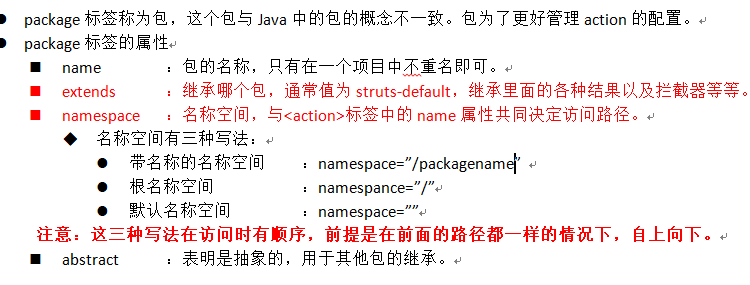 ● package 标签称为包，这个包与 Java 中的包的概念不一致。包为了更好管理 action 的配置。
● package 标签的属性
■ name ：包的名称，只有在一个项目中不重名即可。
■ extends ：继承哪个包，通常值为 struts-default，继承里面的各种结果以及拦截器等等。
■ namespace ：名称空间，与<action>标签中的 name 属性共同决定访问路径。
◆ 名称空间有三种写法：
● 带名称的名称空间 ：namespace=”/packagename”
● 根名称空间 ：namespance=”/”
● 默认名称空间 ：namespace=””
注意：这三种写法在访问时有顺序，前提是在前面的路径都一样的情况下，自上向下。
■ abstract ：表明是抽象的，用于其他包的继承。